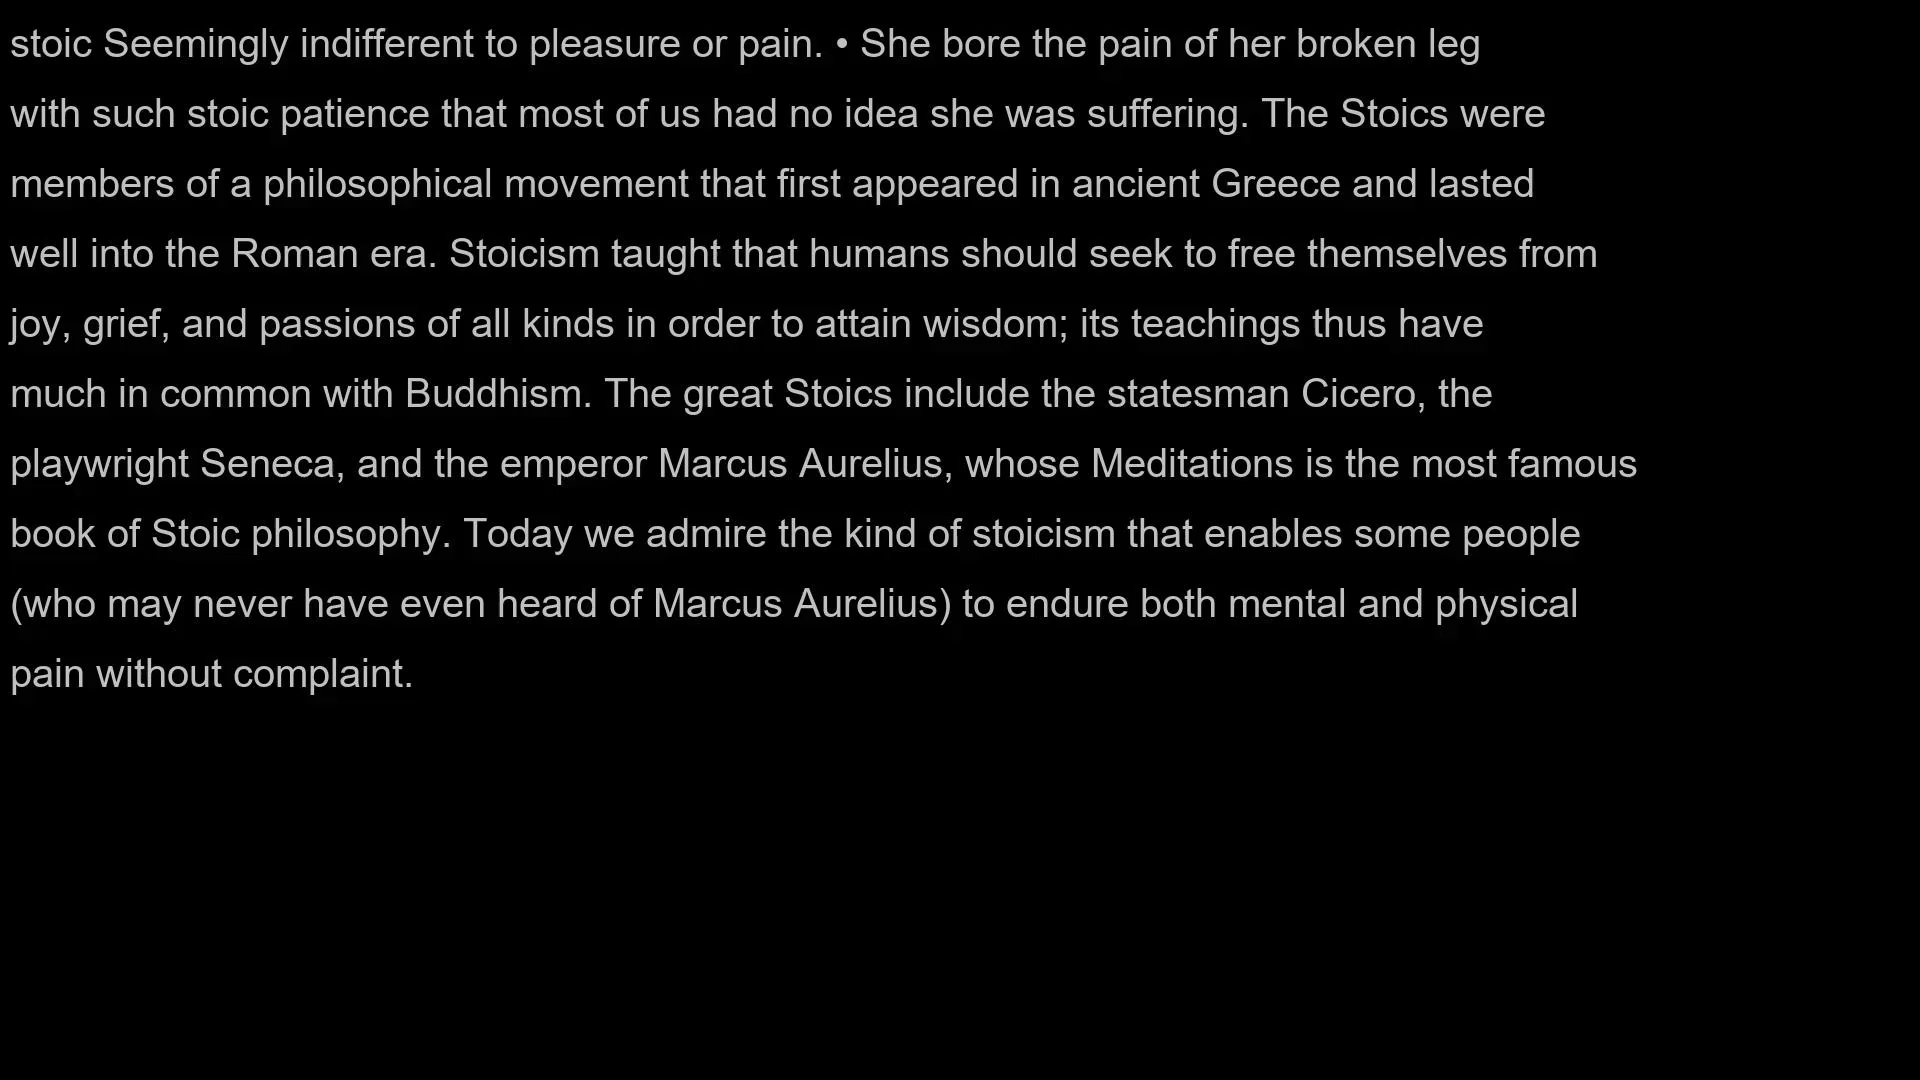 stoic Seemingly indifferent to pleasure or pain. • She bore the pain of her broken leg
with such stoic patience that most of us had no idea she was suffering. The Stoics were
members of a philosophical movement that first appeared in ancient Greece and lasted
well into the Roman era. Stoicism taught that humans should seek to free themselves from
joy, grief, and passions of all kinds in order to attain wisdom; its teachings thus have
much in common with Buddhism. The great Stoics include the statesman Cicero, the
playwright Seneca, and the emperor Marcus Aurelius, whose Meditations is the most famous
book of Stoic philosophy. Today we admire the kind of stoicism that enables some people
(who may never have even heard of Marcus Aurelius) to endure both mental and physical
pain without complaint.